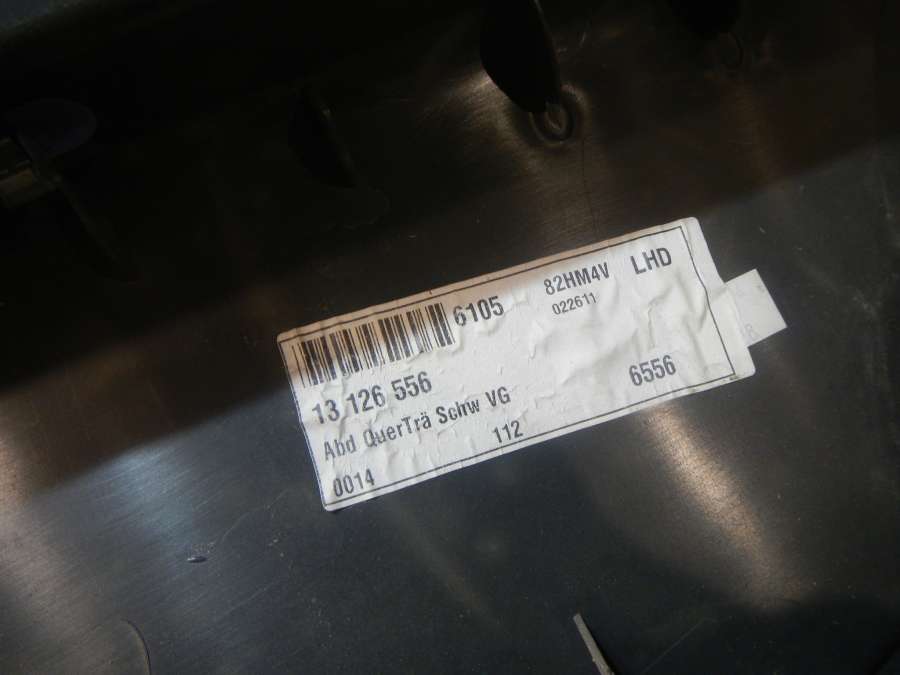 6105 82HM4V LHD
022611
13 126 556
Abd QuerTrä Schw VG 6556
0014 112